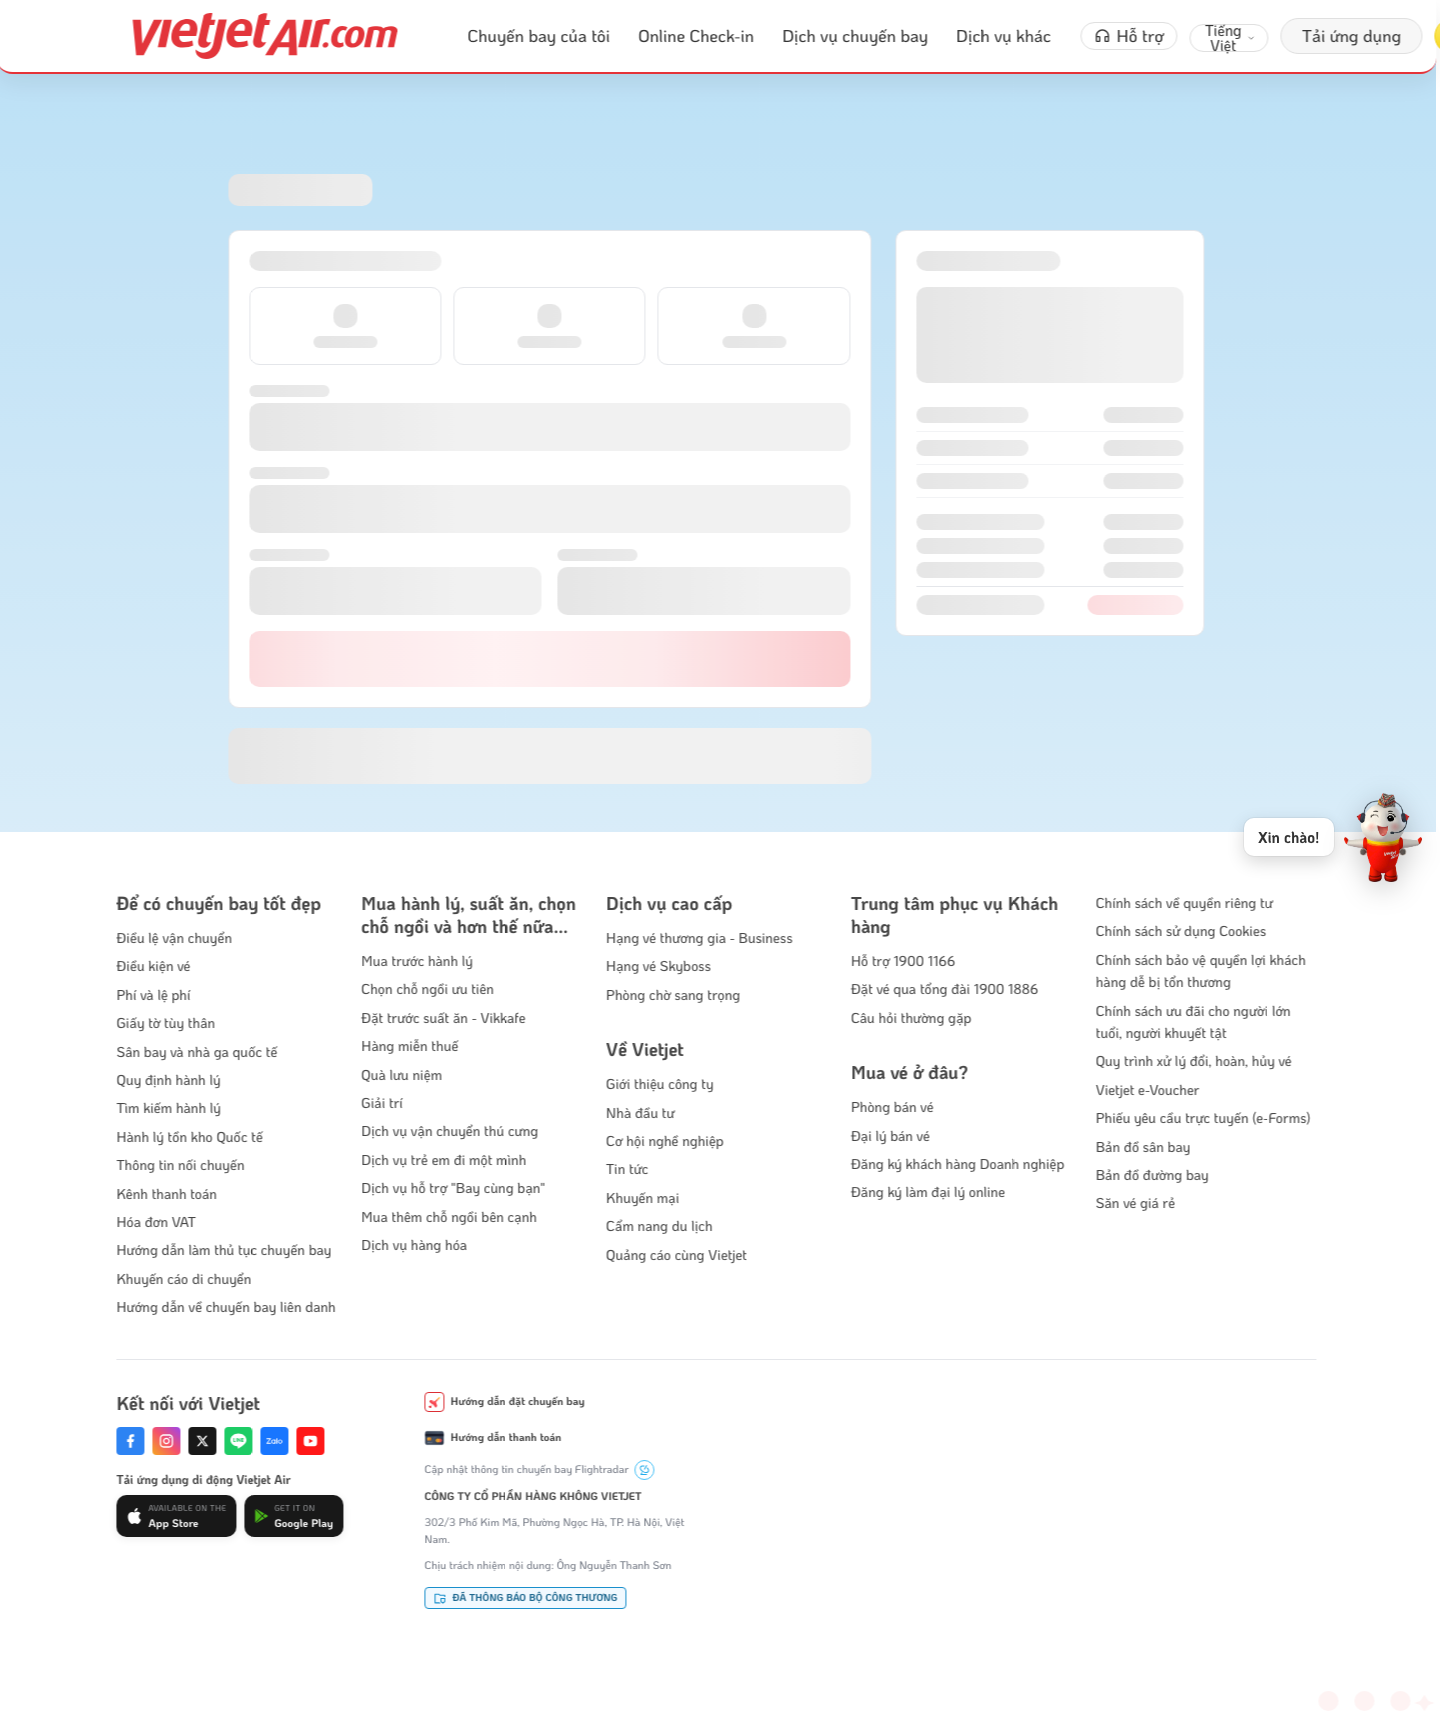 vietjetAir.com
Chuyến bay của tôi
Online Check-in
Dịch vụ chuyến bay
Dịch vụ khác
Hỗ trợ
Tiếng Việt
Tải ứng dụng
Xin chào!
Để có chuyến bay tốt đẹp
Điều lệ vận chuyển
Điều kiện vé
Phí và lệ phí
Giấy tờ tùy thân
Sân bay và nhà ga quốc tế
Quy định hành lý
Tìm kiếm hành lý
Hành lý tồn kho Quốc tế
Thông tin nối chuyến
Kênh thanh toán
Hóa đơn VAT
Hướng dẫn làm thủ tục chuyến bay
Khuyến cáo di chuyển
Hướng dẫn về chuyến bay liên danh
Mua hành lý, suất ăn, chọn
chỗ ngồi và hơn thế nữa...
Mua trước hành lý
Chọn chỗ ngồi ưu tiên
Đặt trước suất ăn - Vikkafe
Hàng miễn thuế
Quà lưu niệm
Giải trí
Dịch vụ vận chuyển thú cưng
Dịch vụ trẻ em đi một mình
Dịch vụ hỗ trợ "Bay cùng bạn"
Mua thêm chỗ ngồi bên cạnh
Dịch vụ hàng hóa
Dịch vụ cao cấp
Hạng vé thương gia - Business
Hạng vé Skyboss
Phòng chờ sang trọng
Về Vietjet
Giới thiệu công ty
Nhà đầu tư
Cơ hội nghề nghiệp
Tin tức
Khuyến mại
Cẩm nang du lịch
Quảng cáo cùng Vietjet
Trung tâm phục vụ Khách
hàng
Hỗ trợ 1900 1166
Đặt vé qua tổng đài 1900 1886
Câu hỏi thường gặp
Mua vé ở đâu?
Phòng bán vé
Đại lý bán vé
Đăng ký khách hàng Doanh nghiệp
Đăng ký làm đại lý online
Chính sách về quyền riêng tư
Chính sách sử dụng Cookies
Chính sách bảo vệ quyền lợi khách
hàng dễ bị tổn thương
Chính sách ưu đãi cho người lớn
tuổi, người khuyết tật
Quy trình xử lý đổi, hoàn, hủy vé
Vietjet e-Voucher
Phiếu yêu cầu trực tuyến (e-Forms)
Bản đồ sân bay
Bản đồ đường bay
Săn vé giá rẻ
Kết nối với Vietjet
LINE
Zalo
Tải ứng dụng di động Vietjet Air
AVAILABLE ON THE
App Store
GET IT ON
Google Play
Hướng dẫn đặt chuyến bay
Hướng dẫn thanh toán
Cập nhật thông tin chuyến bay Flightradar
CÔNG TY CỔ PHẦN HÀNG KHÔNG VIETJET
302/3 Phố Kim Mã, Phường Ngọc Hà, TP. Hà Nội, Việt
Nam.
Chịu trách nhiệm nội dung: Ông Nguyễn Thanh Sơn
ĐÃ THÔNG BÁO BỘ CÔNG THƯƠNG